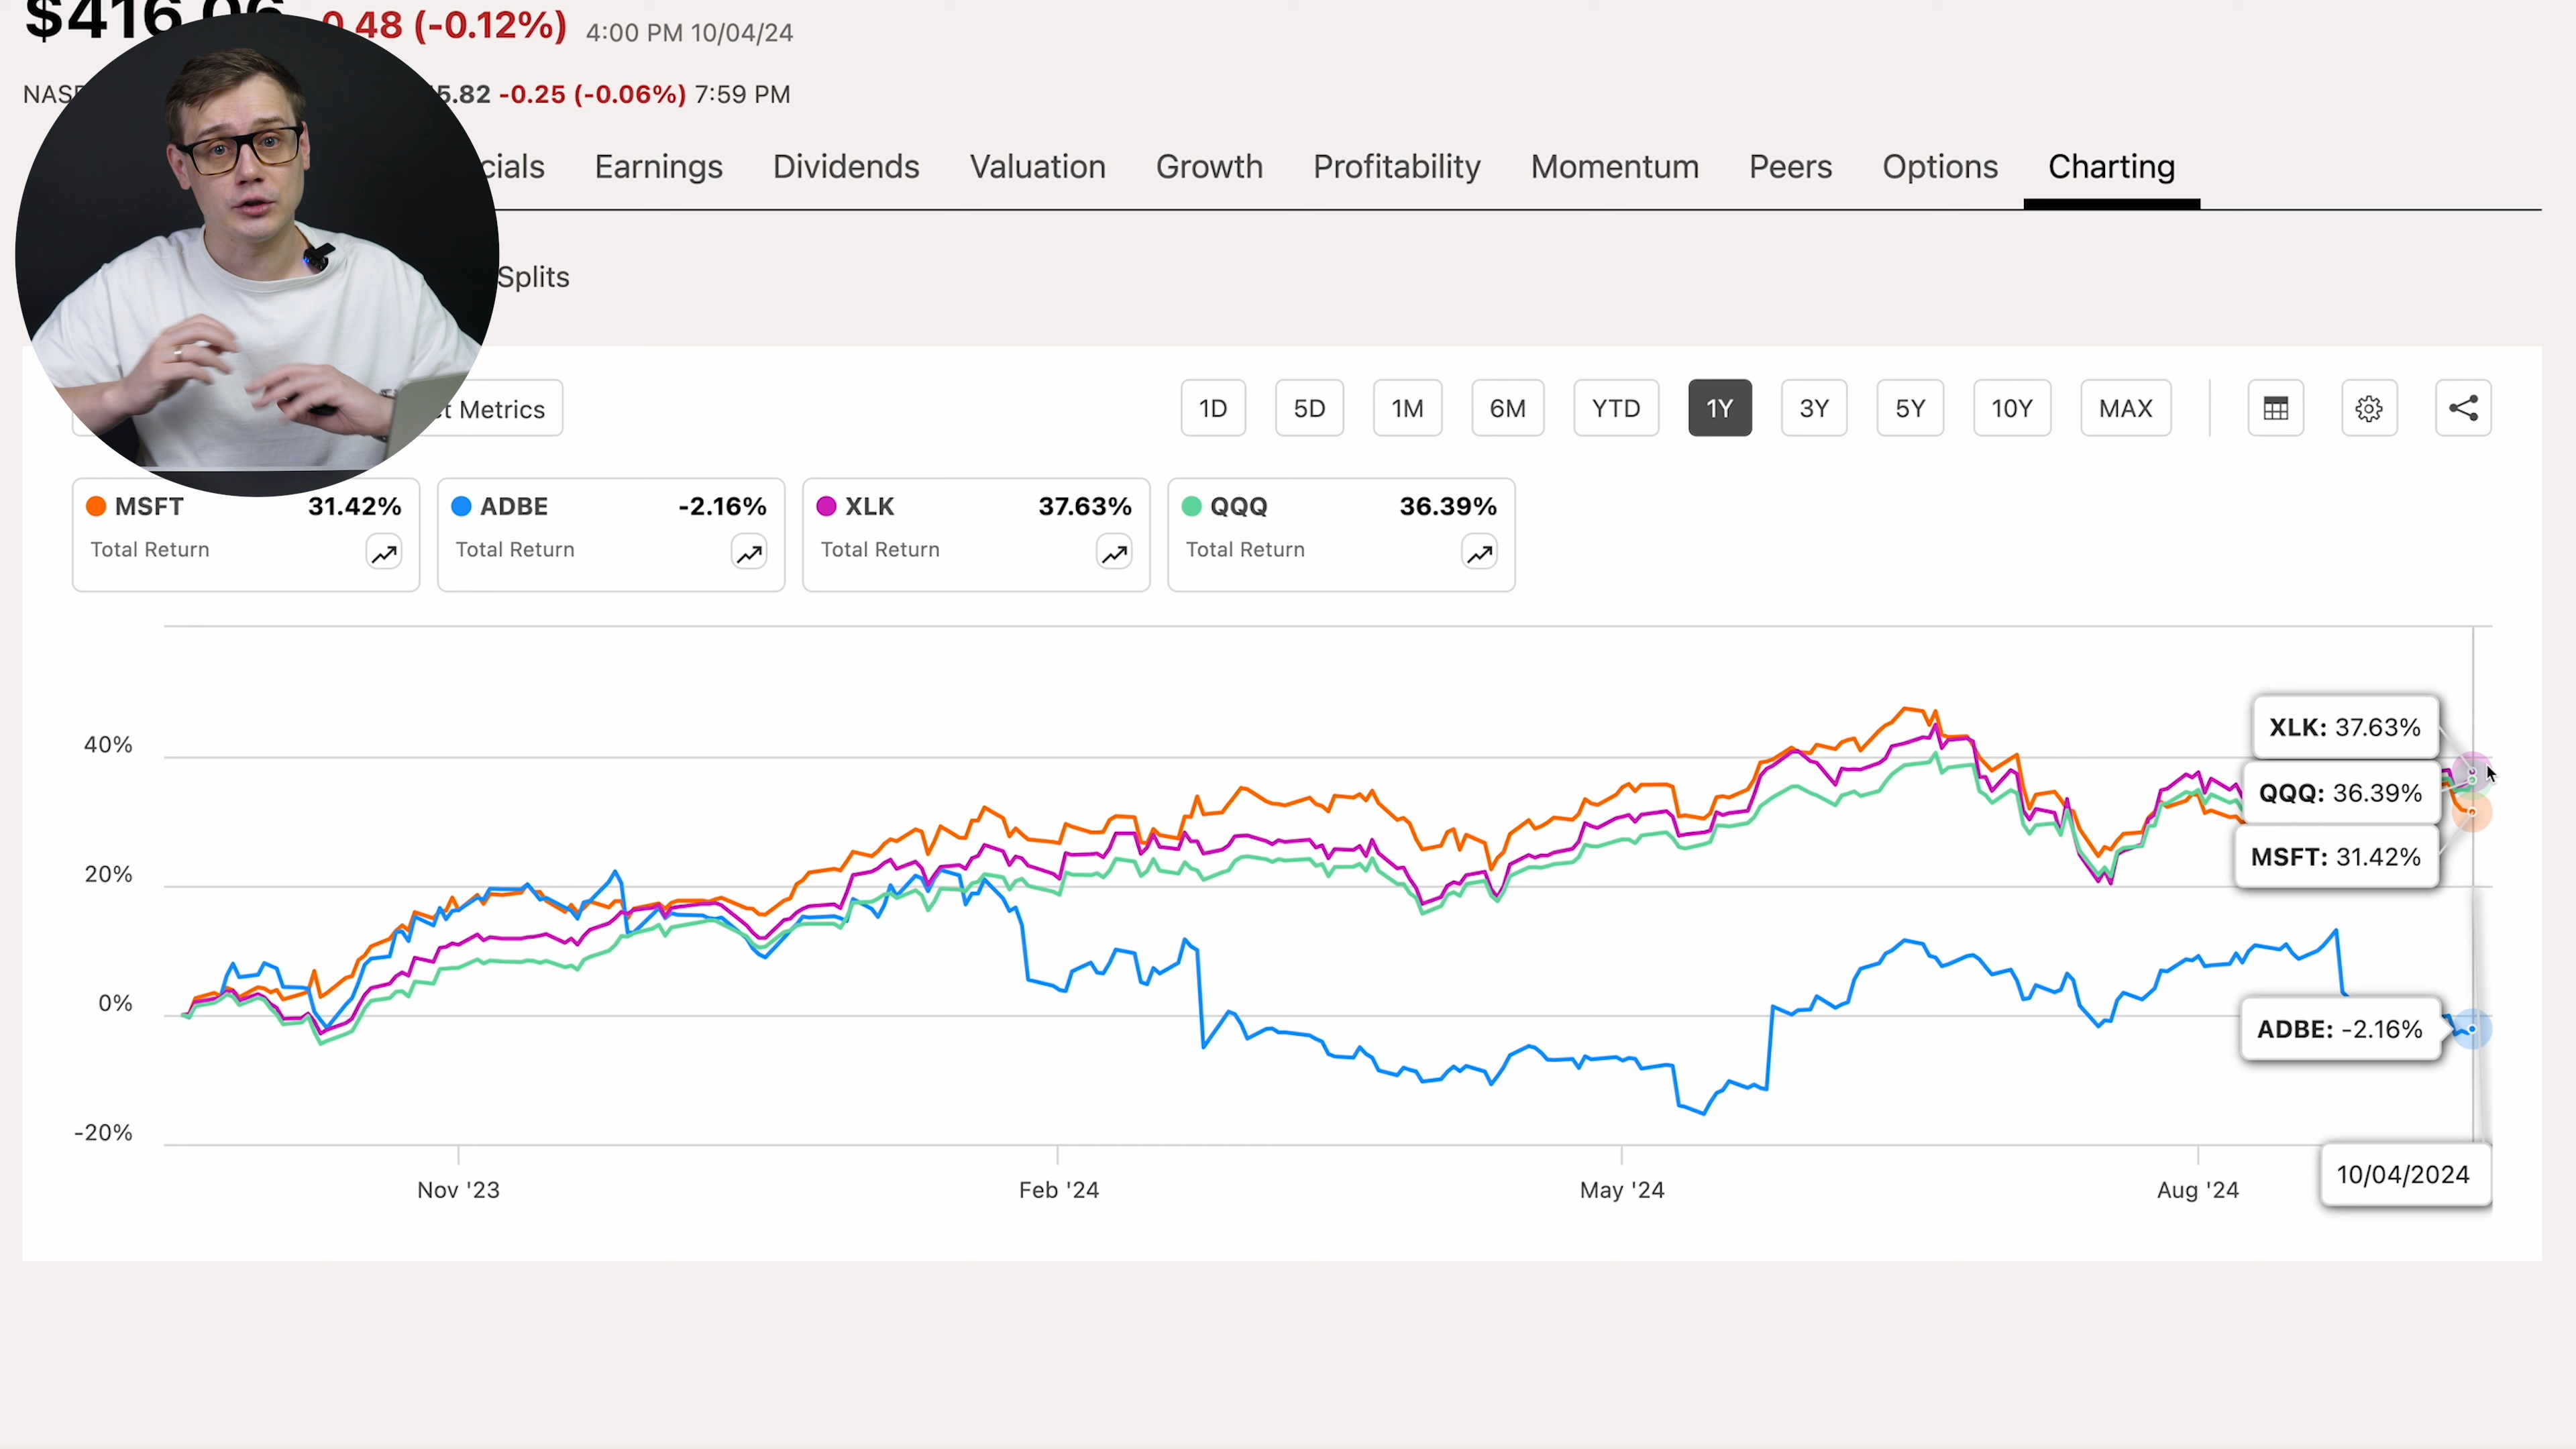 $416.06 0.48 (-0.12%) 4:00 PM 10/04/24
5.82 -0.25 (-0.06%) 7:59 PM
Earnings Dividends Valuation Growth Profitability Momentum Peers Options Charting
Splits
Metrics 1D 5D 1M 6M YTD 1Y 3Y 5Y 10Y MAX
MSFT 31.42% ADBE -2.16% XLK 37.63% QQQ 36.39%
Total Return Total Return Total Return Total Return
XLK: 37.63%
40%
QQQ: 36.39%
MSFT: 31.42%
20%
0%
ADBE: -2.16%
-20%
10/04/2024
Nov '23 Feb '24 May '24 Aug '24